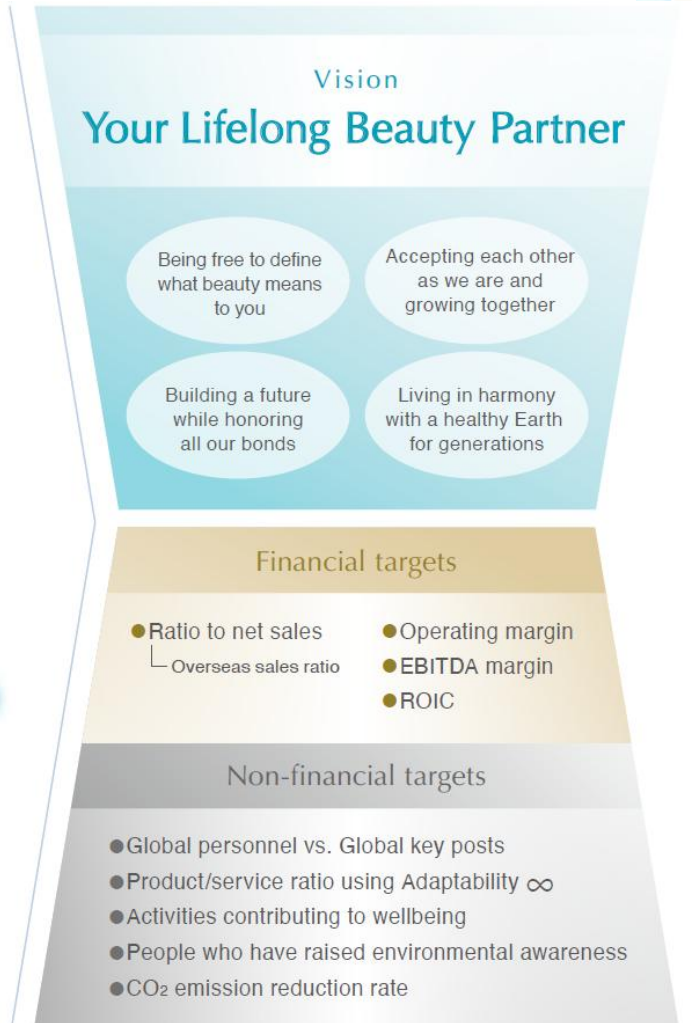 Vision
Your Lifelong Beauty Partner
Being free to define
what beauty means
to you
Accepting each other
as we are and
growing together
Building a future
while honoring
all our bonds
Living in harmony
with a healthy Earth
for generations
Financial targets
●Ratio to net sales
Overseas sales ratio
●Operating margin
●EBITDA margin
●ROIC
Non-financial targets
●Global personnel vs. Global key posts
●Product/service ratio using Adaptability ∞
●Activities contributing to wellbeing
●People who have raised environmental awareness
●CO₂ emission reduction rate